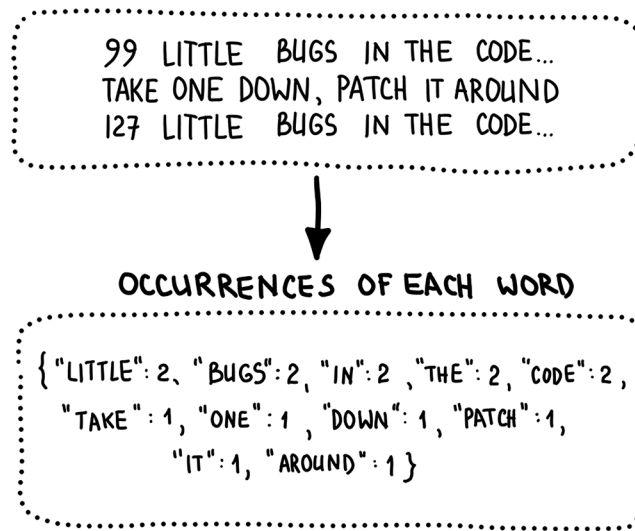 99 LITTLE BUGS IN THE CODE...
TAKE ONE DOWN, PATCH IT AROUND
127 LITTLE BUGS IN THE CODE...
OCCURRENCES OF EACH WORD
{"LITTLE": 2, "BUGS": 2, "IN": 2 ,"THE": 2, "CODE": 2,
"TAKE": 1, "ONE": 1 , "DOWN": 1, "PATCH": 1,
"IT": 1, "AROUND": 1}